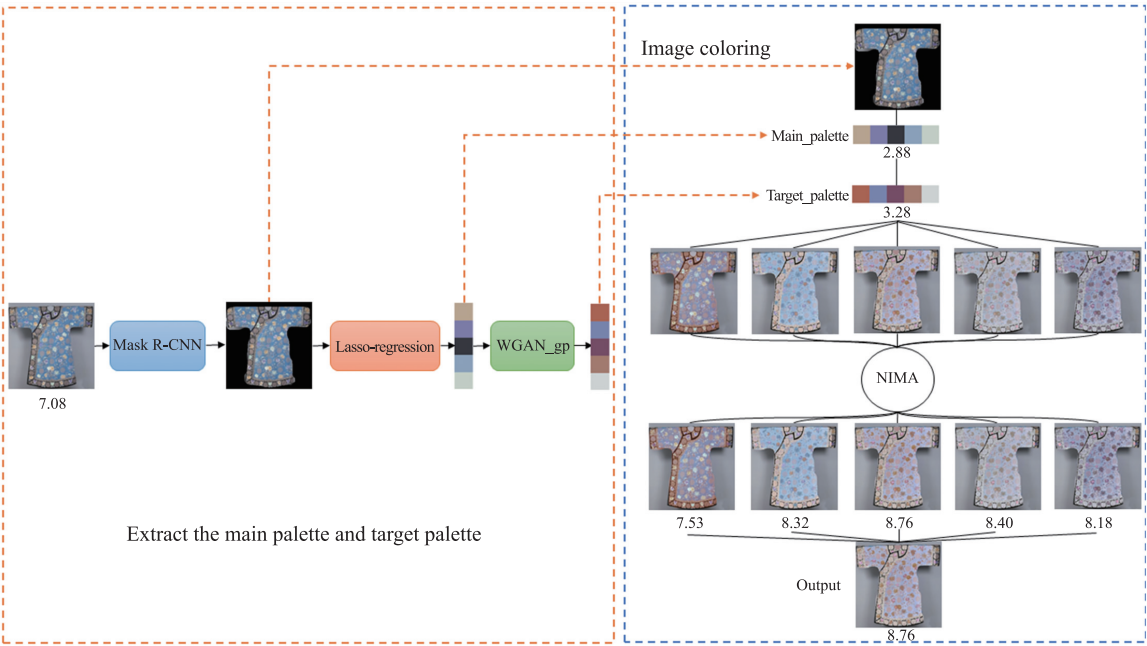 Image coloring
Main_palette
2.88
Target_palette
3.28
Mask R-CNN
Lasso-regression
WGAN_gp
7.08
NIMA
7.53 8.32 8.76 8.40 8.18
Extract the main palette and target palette
Output
8.76